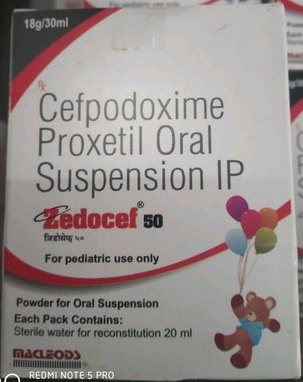 18g/30ml
Rx
Cefpodoxime
Proxetil Oral
Suspension IP
Zedocef® 50
ज़िडोसेफ ५०
For pediatric use only
Powder for Oral Suspension
Each Pack Contains:
Sterile water for reconstitution 20 ml
MACLEODS
REDMI NOTE 5 PRO